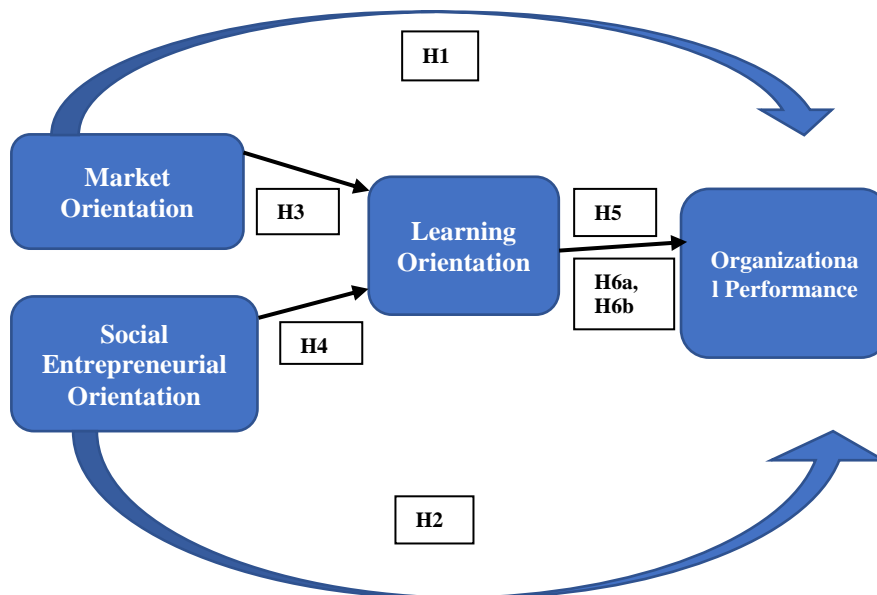 H1
Market
Orientation
H3
Learning
Orientation
H5
H6a,
H6b
Organizationa
l Performance
Social
Entrepreneurial
Orientation
H4
H2